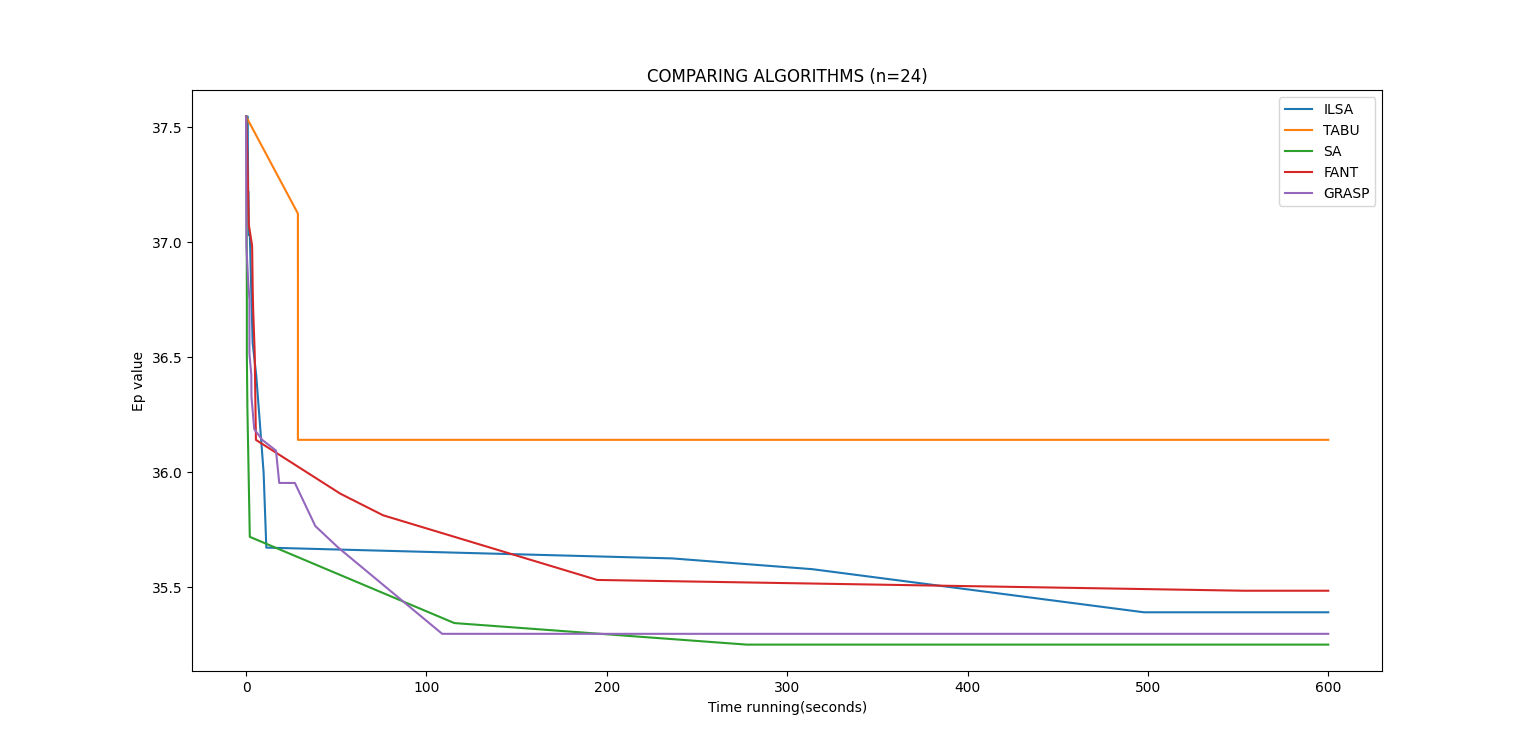 COMPARING ALGORITHMS (n=24)
ILSA
TABU
SA
FANT
GRASP
37.5
37.0
36.5
36.0
35.5
Ep value
0 100 200 300 400 500 600
Time running(seconds)